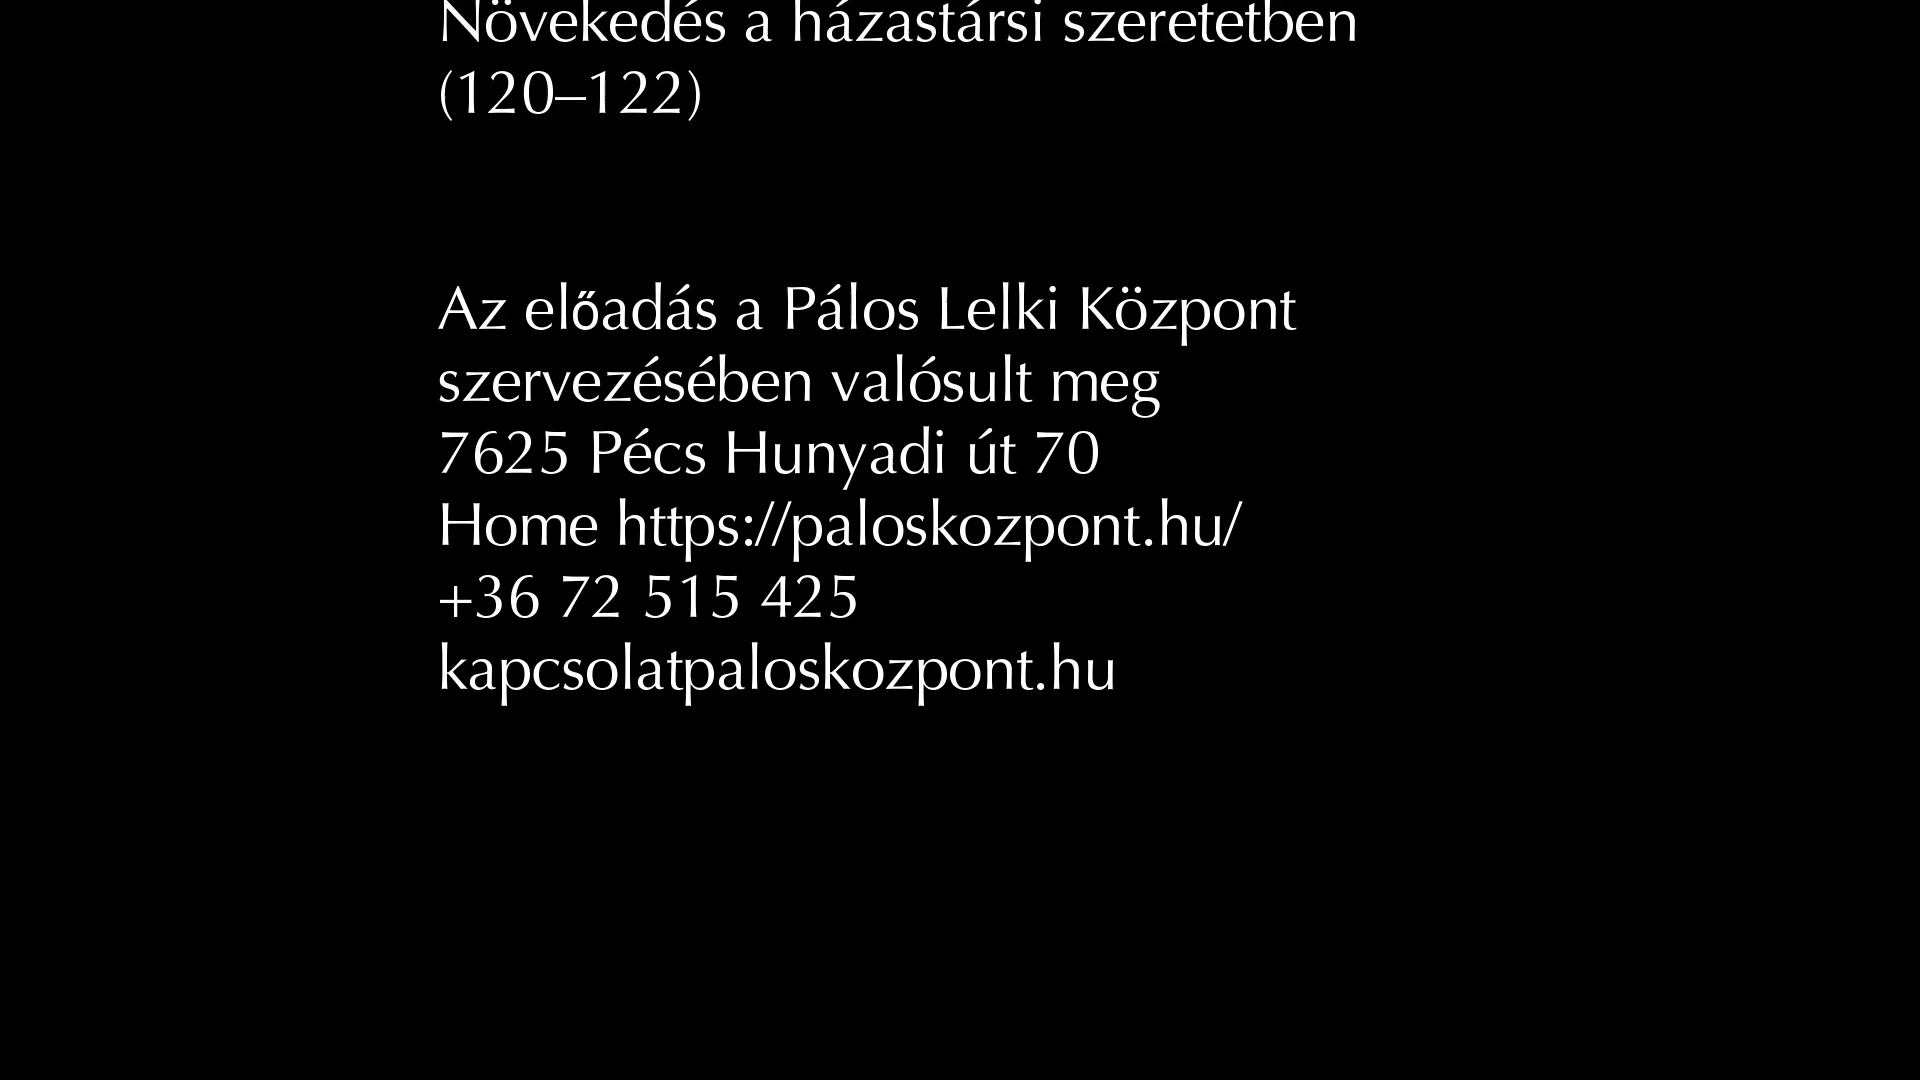 Növekedés a házastársi szeretetben
(120–122)
Az előadás a Pálos Lelki Központ
szervezésében valósult meg
7625 Pécs Hunyadi út 70
Home https://paloskozpont.hu/
+36 72 515 425
kapcsolatpaloskozpont.hu